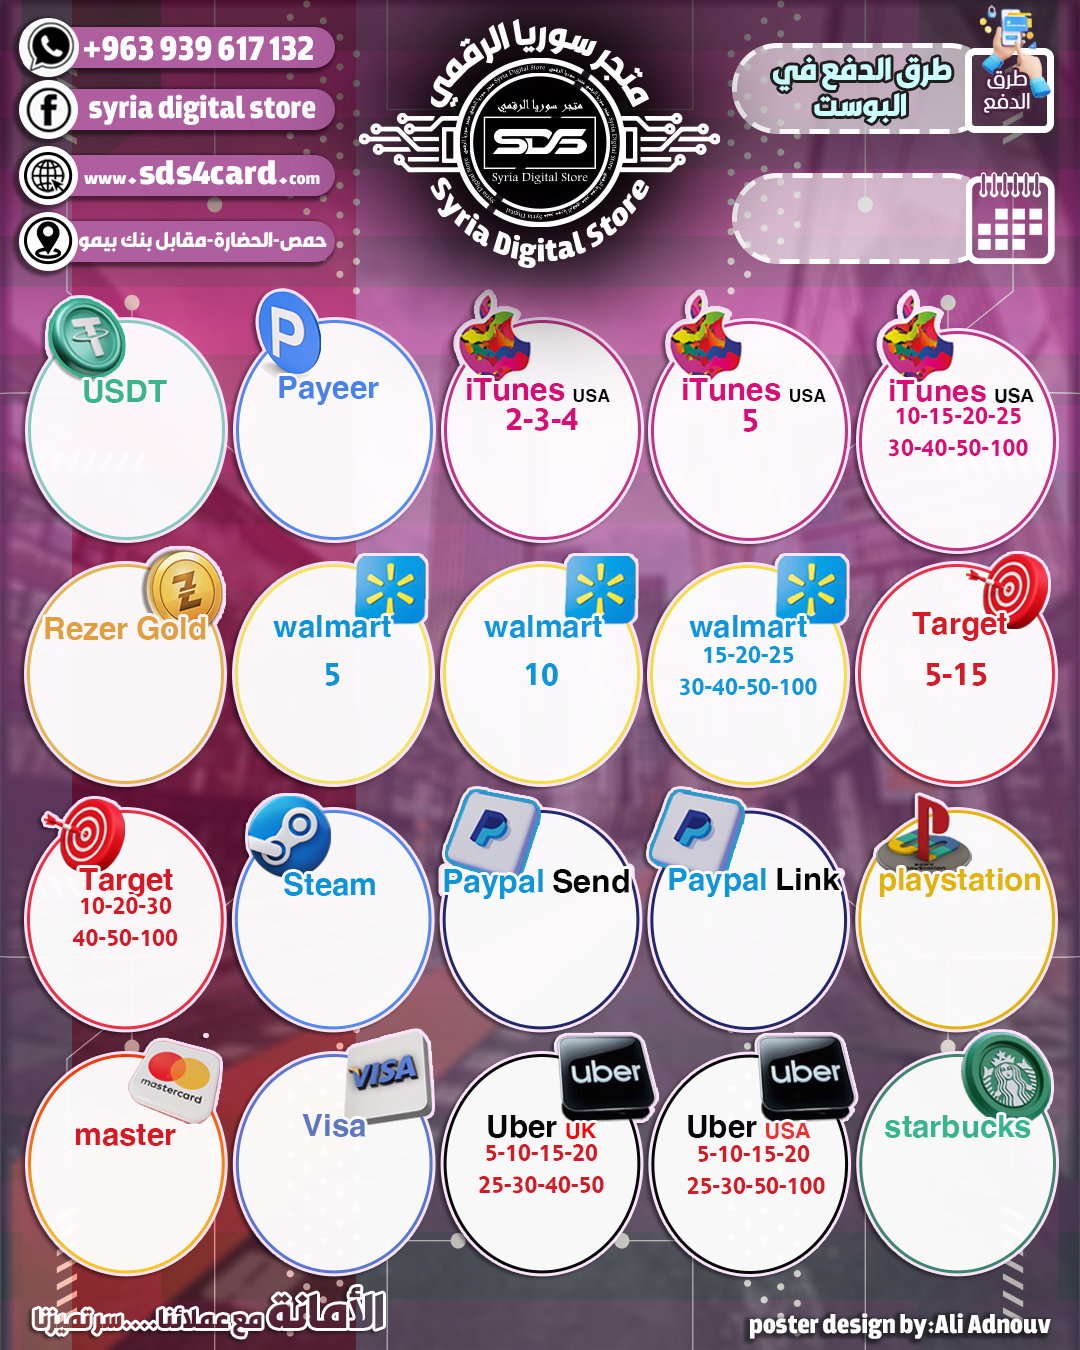 +963 939 617 132
syria digital store
www.sds4card.com
حمص-الحضارة-مقابل بنك بيمو
متجر سوريا الرقمي
Syria Digital Store
متجر سوريا الرقمي
SDS
Syria Digital Store
Syria Digital Store
طرق الدفع في
البوست
طرق
الدفع
USDT
Payeer
iTunes USA
2-3-4
iTunes USA
5
iTunes USA
10-15-20-25
30-40-50-100
Rezer Gold
walmart
5
walmart
10
walmart
15-20-25
30-40-50-100
Target
5-15
Target
10-20-30
40-50-100
Steam
Paypal Send
Paypal Link
playstation
mastercard
master
VISA
Visa
Uber
Uber UK
5-10-15-20
25-30-40-50
Uber
Uber USA
5-10-15-20
25-30-50-100
starbucks
الأمانة مع عملائنا....سر تميزنا
poster design by:Ali Adnouv